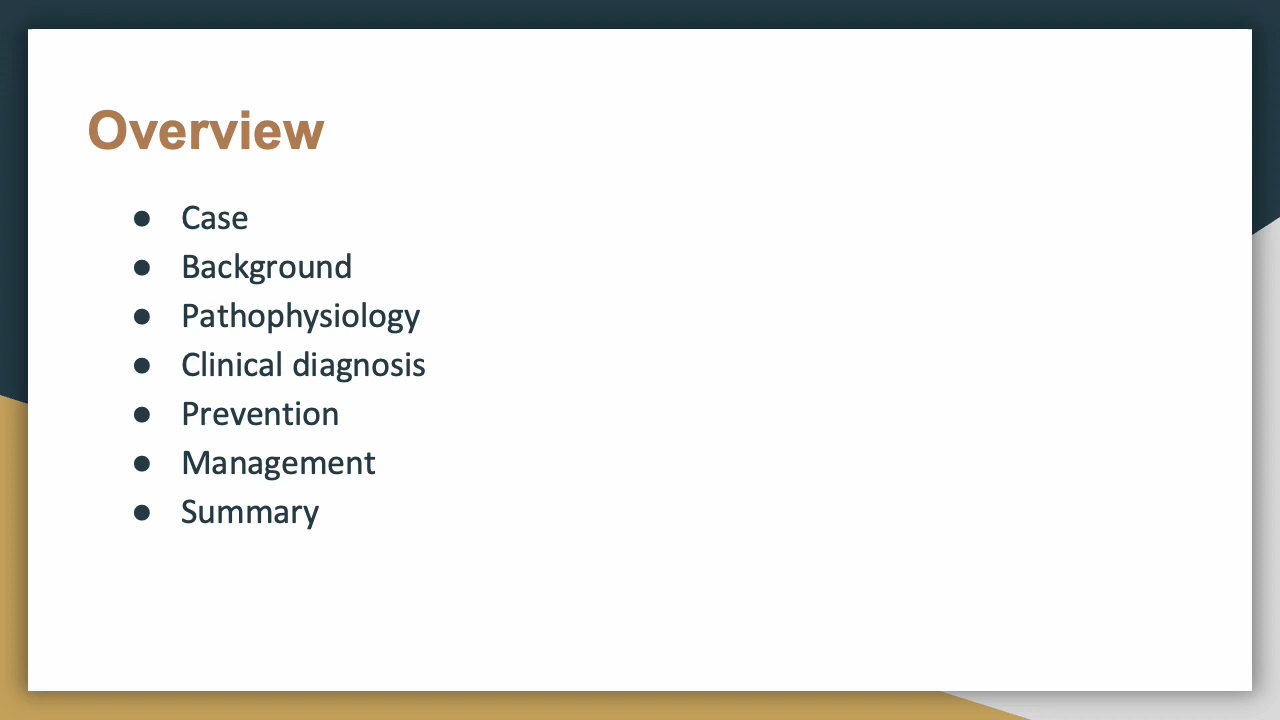 Overview
● Case
● Background
● Pathophysiology
● Clinical diagnosis
● Prevention
● Management
● Summary